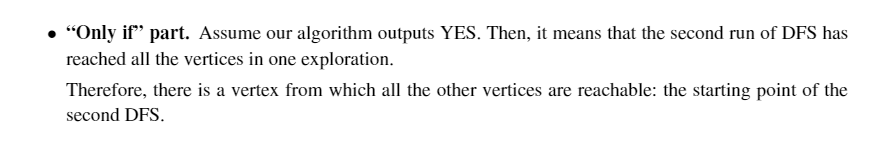 • “Only if” part. Assume our algorithm outputs YES. Then, it means that the second run of DFS has
reached all the vertices in one exploration.
Therefore, there is a vertex from which all the other vertices are reachable: the starting point of the
second DFS.